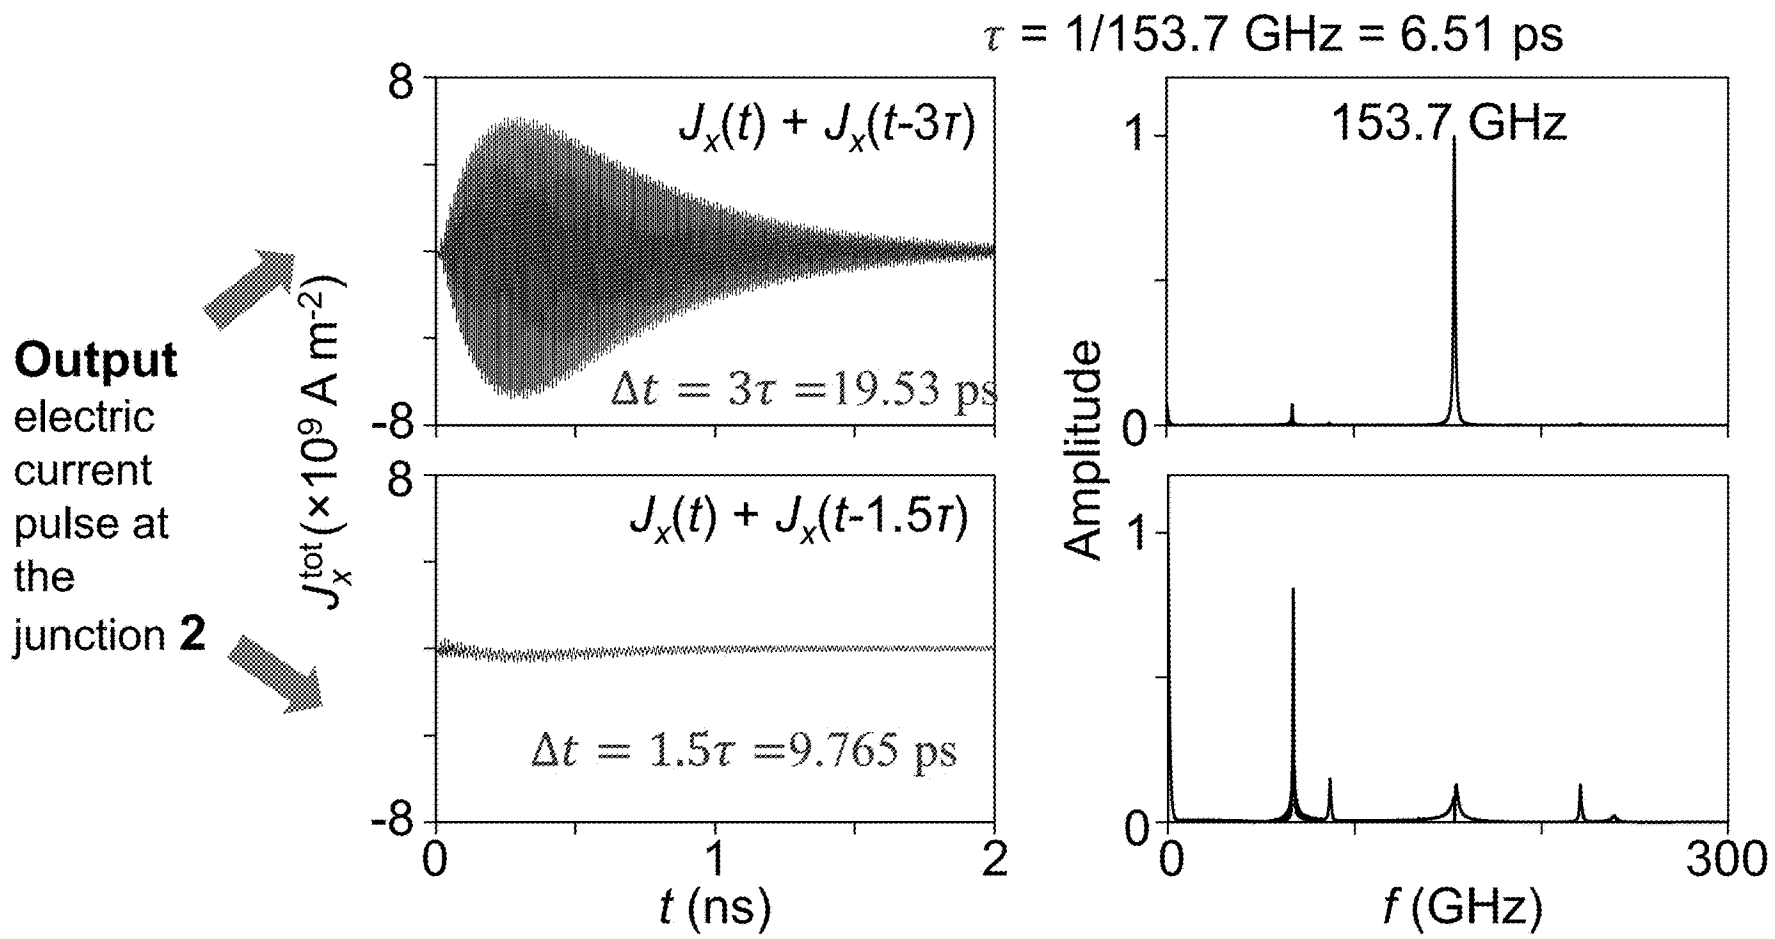 τ = 1/153.7 GHz = 6.51 ps
Output
electric
current
pulse at
the
junction 2
J_x^tot (×10^9 A m^-2)
8
-8
J_x(t) + J_x(t-3τ)
Δt = 3τ =19.53 ps
8
-8
J_x(t) + J_x(t-1.5τ)
Δt = 1.5τ =9.765 ps
0
1
2
t (ns)
Amplitude
1
0
153.7 GHz
1
0
0
300
f (GHz)